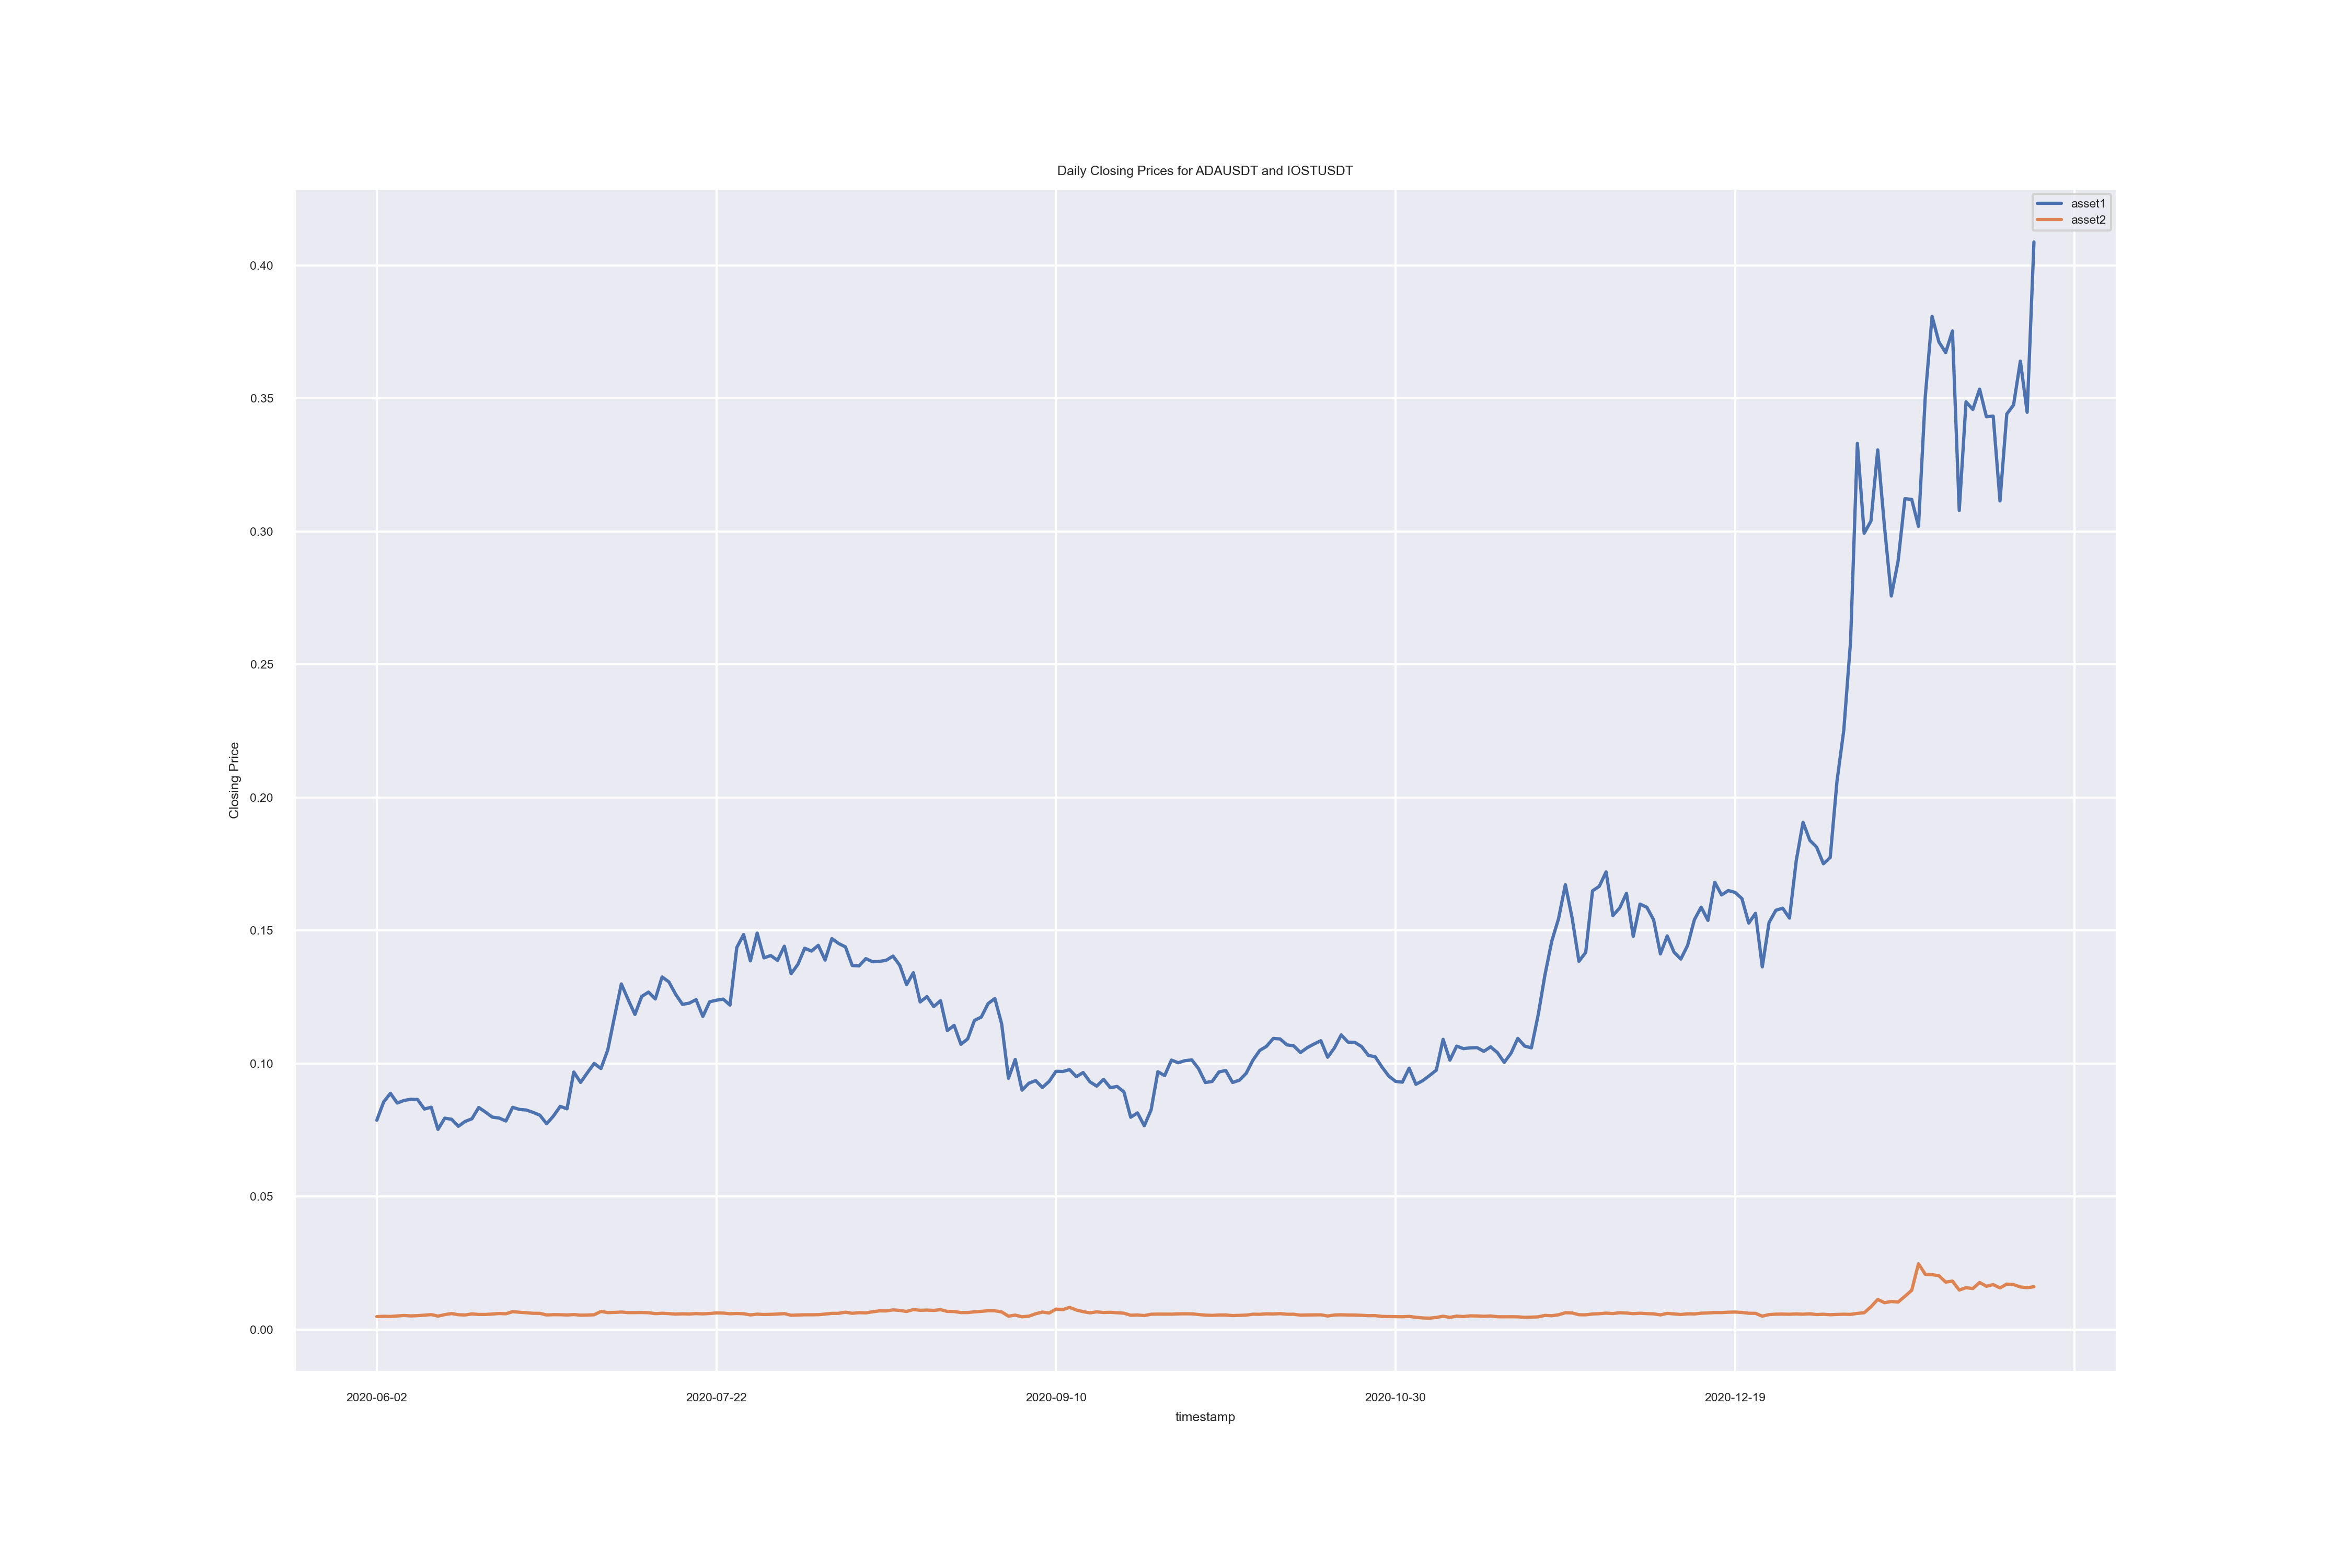 Daily Closing Prices for ADAUSDT and IOSTUSDT
asset1
asset2
0.40
0.35
0.30
0.25
0.20
0.15
0.10
0.05
0.00
Closing Price
2020-06-02 2020-07-22 2020-09-10 2020-10-30 2020-12-19
timestamp